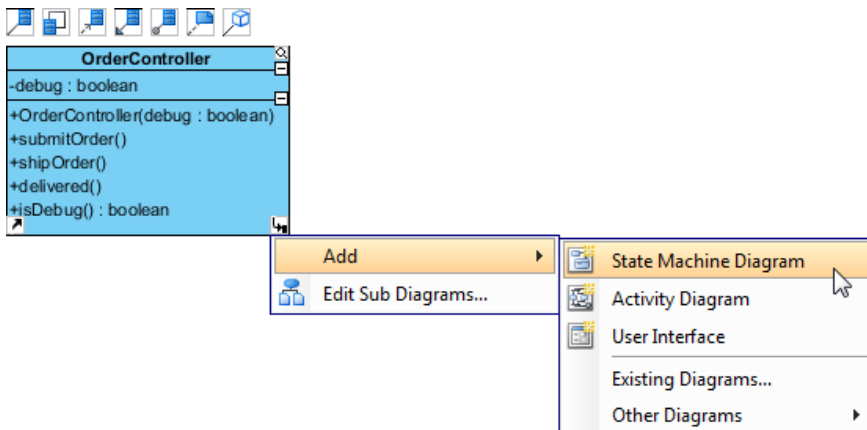 OrderController
-debug : boolean
+OrderController(debug : boolean)
+submitOrder()
+shipOrder()
+delivered()
+isDebug() : boolean
Add
Edit Sub Diagrams...
State Machine Diagram
Activity Diagram
User Interface
Existing Diagrams...
Other Diagrams